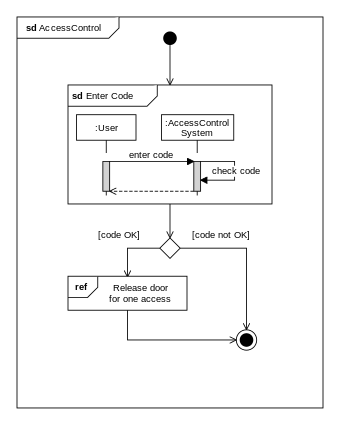 sd AccessControl
sd Enter Code
:User
:AccessControl
System
enter code
check code
[code OK]
[code not OK]
ref
Release door
for one access